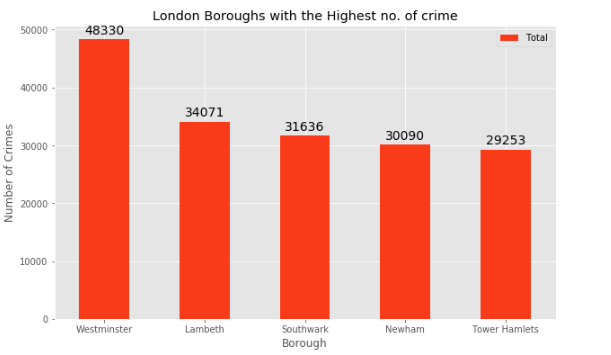 London Boroughs with the Highest no. of crime
50000
40000
30000
20000
10000
0
Number of Crimes
48330
34071
31636
30090
29253
Total
Westminster
Lambeth
Southwark
Newham
Tower Hamlets
Borough